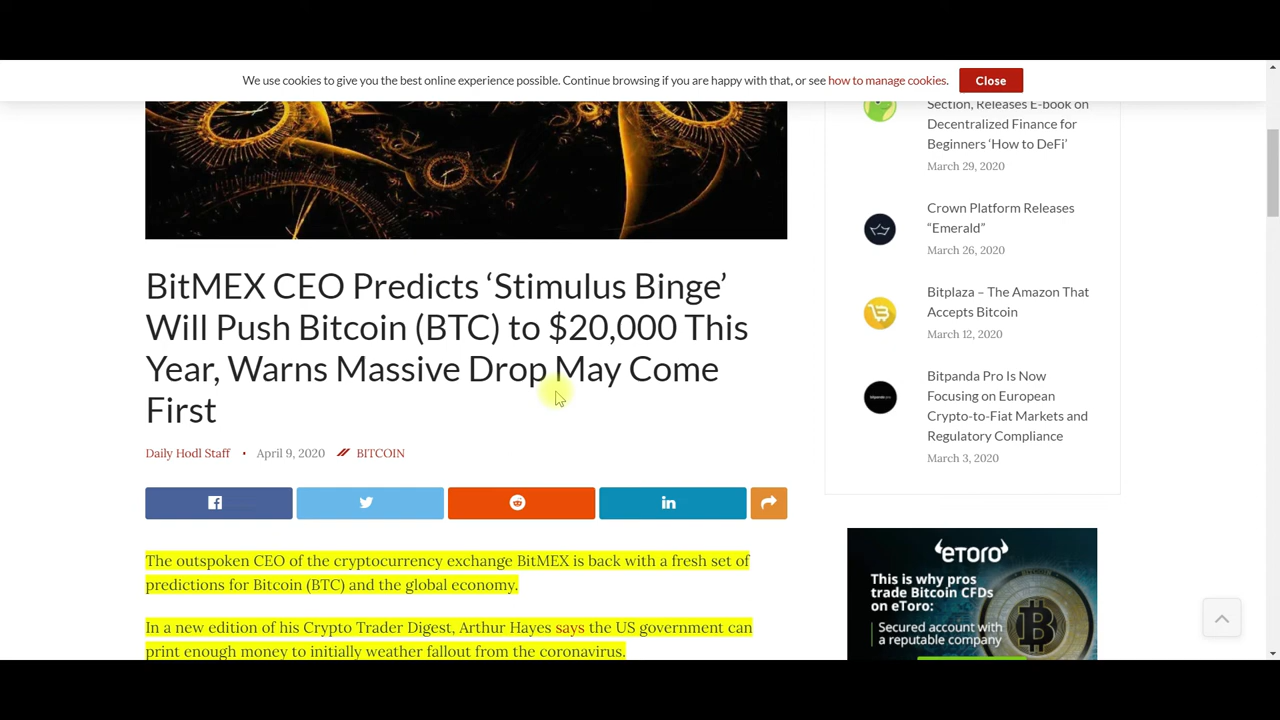 We use cookies to give you the best online experience possible. Continue browsing if you are happy with that, or see how to manage cookies.
Close
BitMEX CEO Predicts ‘Stimulus Binge’
Will Push Bitcoin (BTC) to $20,000 This
Year, Warns Massive Drop May Come
First
Daily Hodl Staff • April 9, 2020 BITCOIN
The outspoken CEO of the cryptocurrency exchange BitMEX is back with a fresh set of
predictions for Bitcoin (BTC) and the global economy.
In a new edition of his Crypto Trader Digest, Arthur Hayes says the US government can
print enough money to initially weather fallout from the coronavirus.
Section, Releases E-book on
Decentralized Finance for
Beginners ‘How to DeFi’
March 29, 2020
Crown Platform Releases
“Emerald”
March 26, 2020
Bitplaza – The Amazon That
Accepts Bitcoin
March 12, 2020
Bitpanda Pro Is Now
Focusing on European
Crypto-to-Fiat Markets and
Regulatory Compliance
March 3, 2020
eToro
This is why pros
trade Bitcoin CFDs
on eToro:
Secured account with
a reputable company